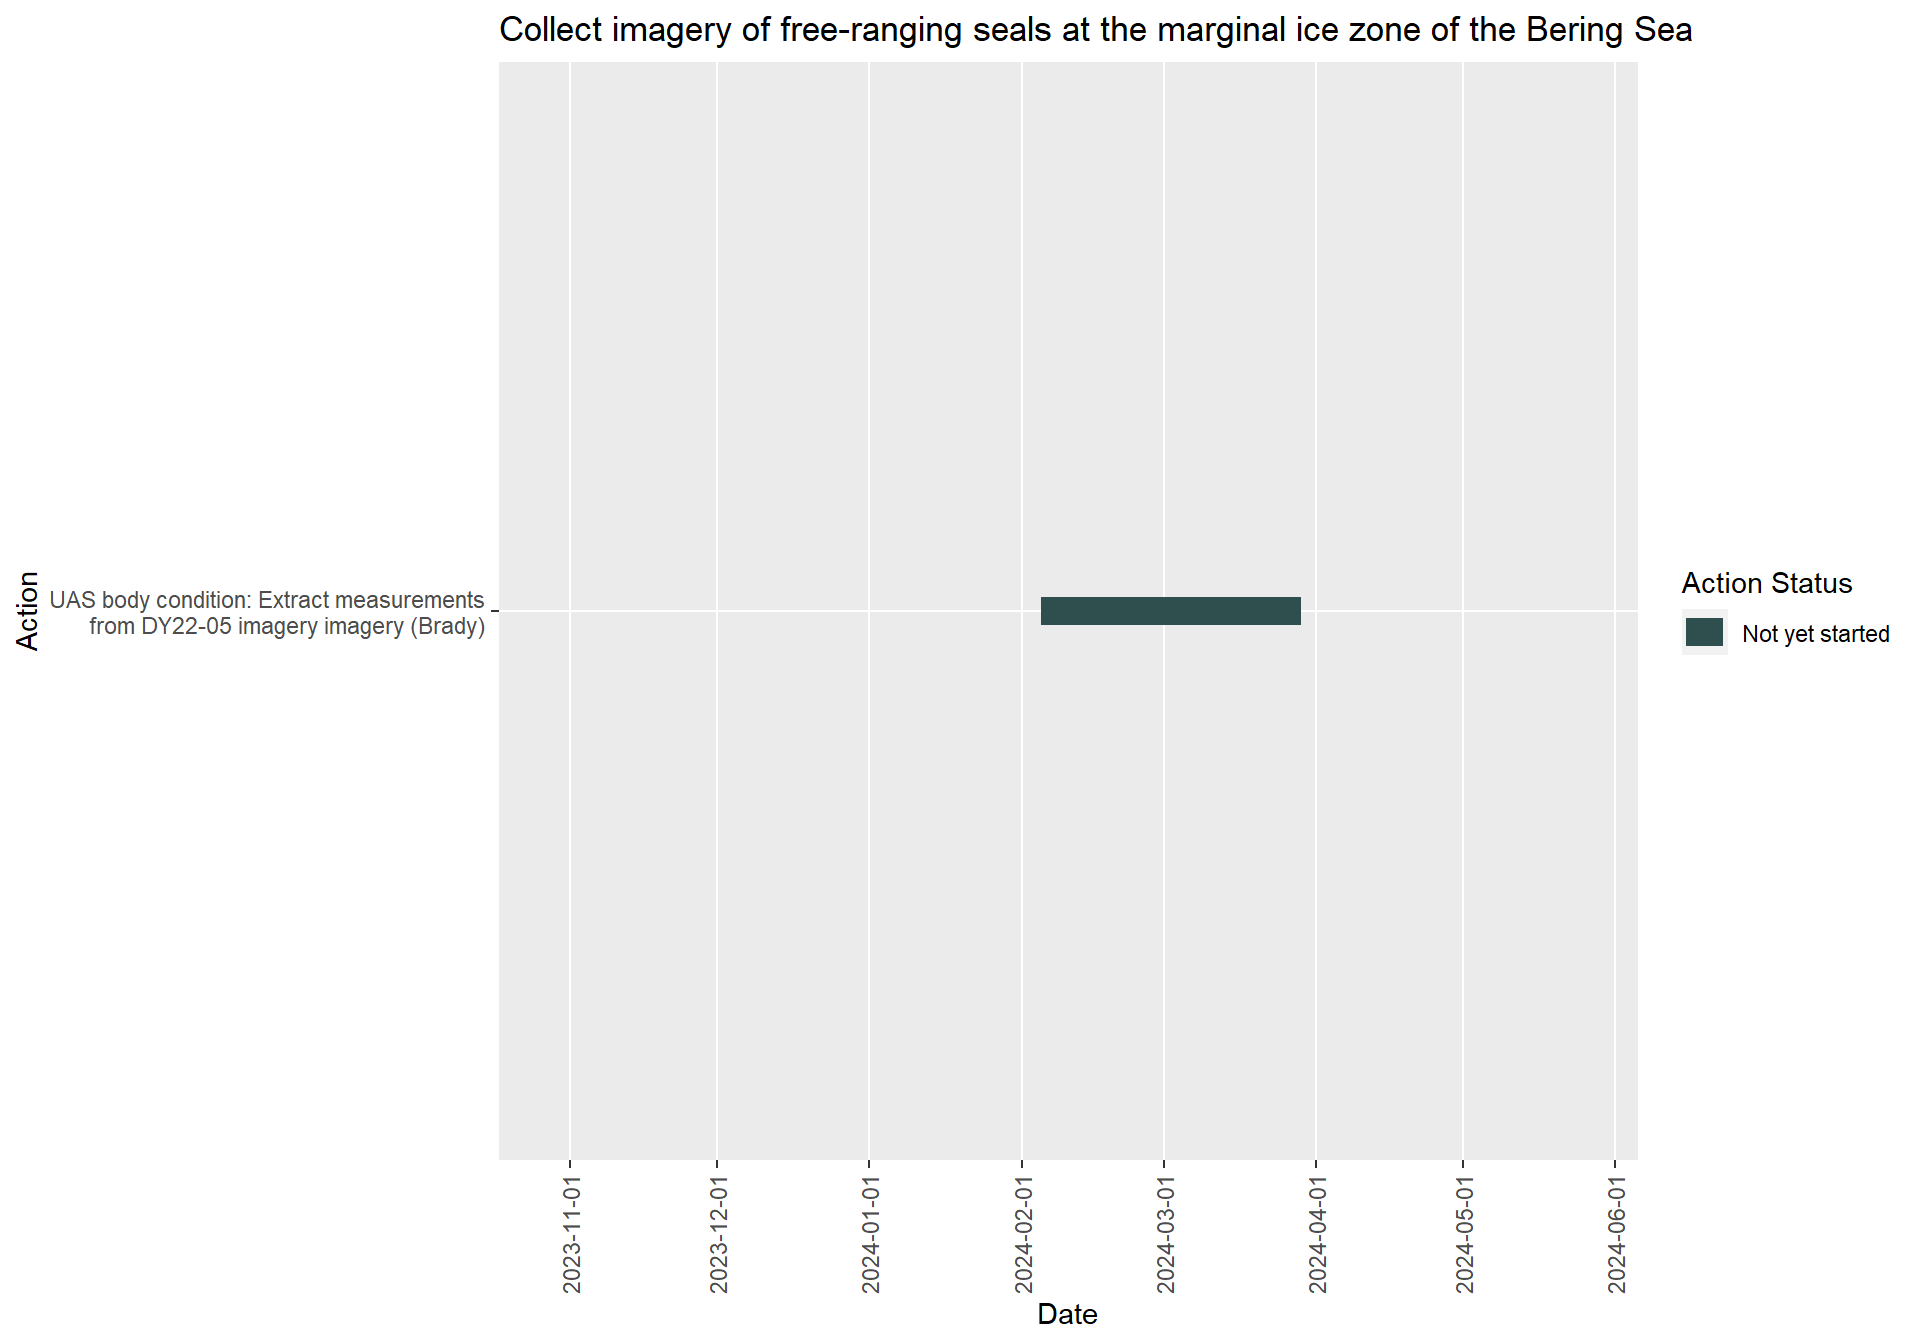 Collect imagery of free-ranging seals at the marginal ice zone of the Bering Sea
Action
UAS body condition: Extract measurements
from DY22-05 imagery imagery (Brady)
Action Status
Not yet started
2023-11-01
2023-12-01
2024-01-01
2024-02-01
2024-03-01
2024-04-01
2024-05-01
2024-06-01
Date